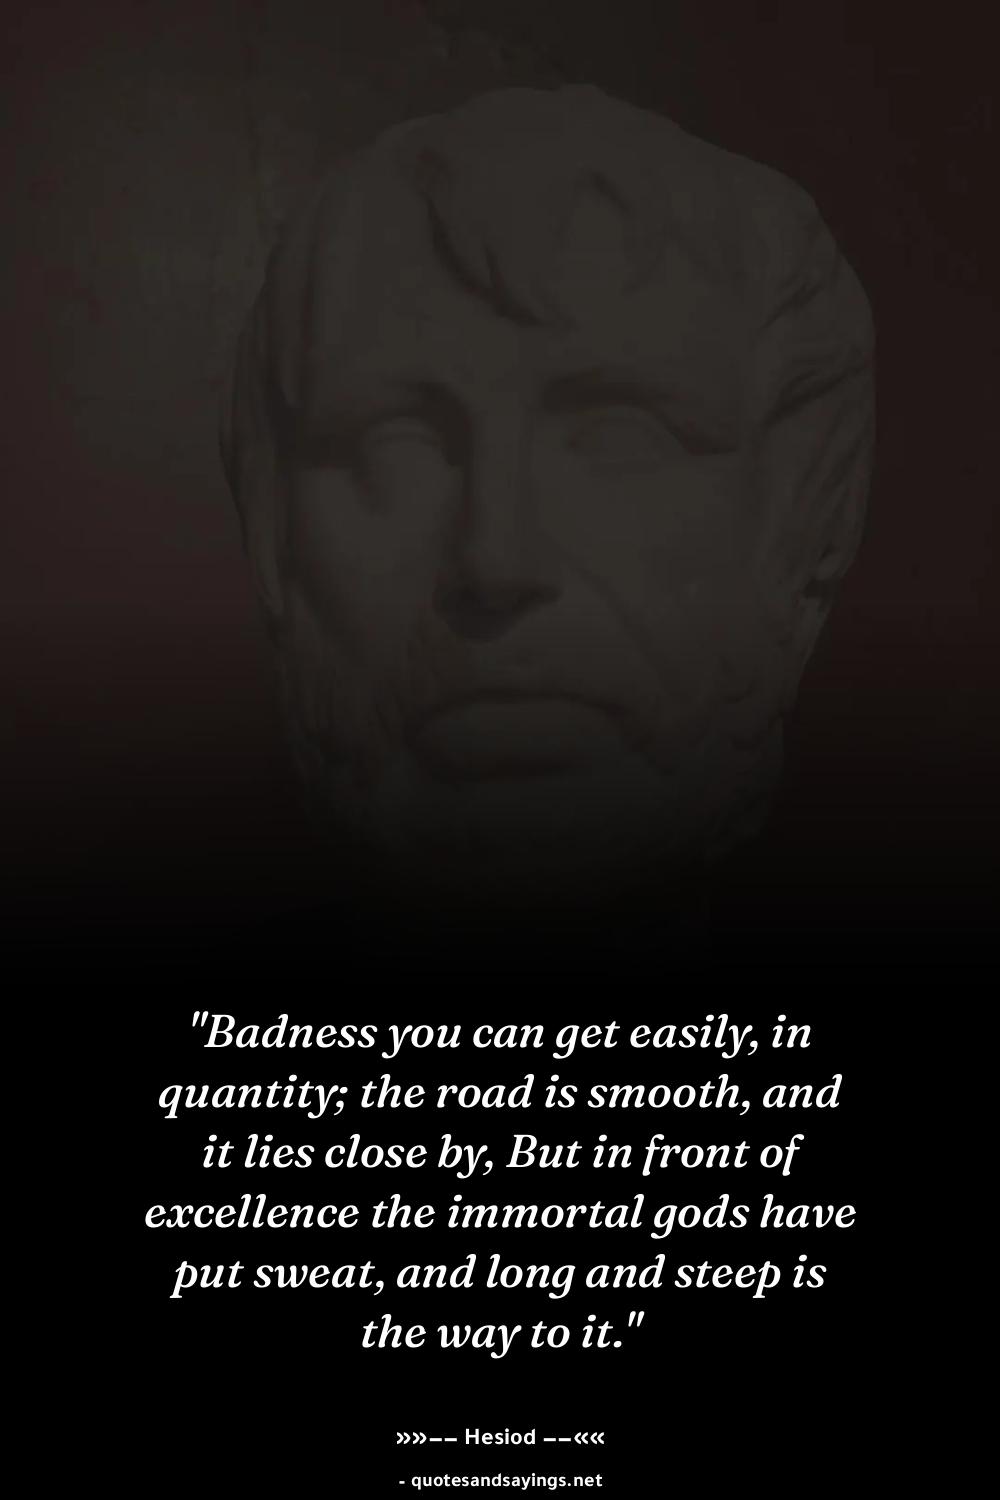 "Badness you can get easily, in
quantity; the road is smooth, and
it lies close by, But in front of
excellence the immortal gods have
put sweat, and long and steep is
the way to it."
»»−− Hesiod −−««
- quotesandsayings.net